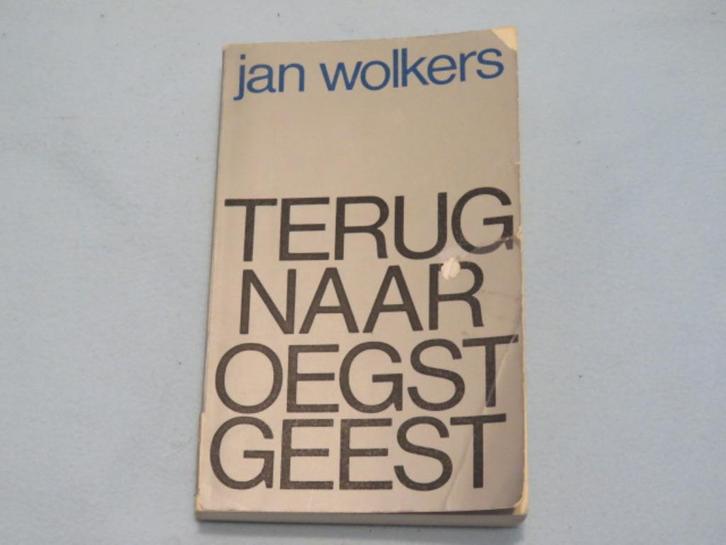 jan wolkers
TERUG
NAAR
OEGST
GEEST